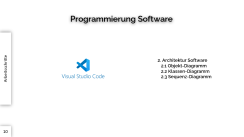 Programmierung Software
Arbeitsschritte
Visual Studio Code
2. Architektur Software
2.1 Objekt-Diagramm
2.2 Klassen-Diagramm
2.3 Sequenz-Diagramm
10